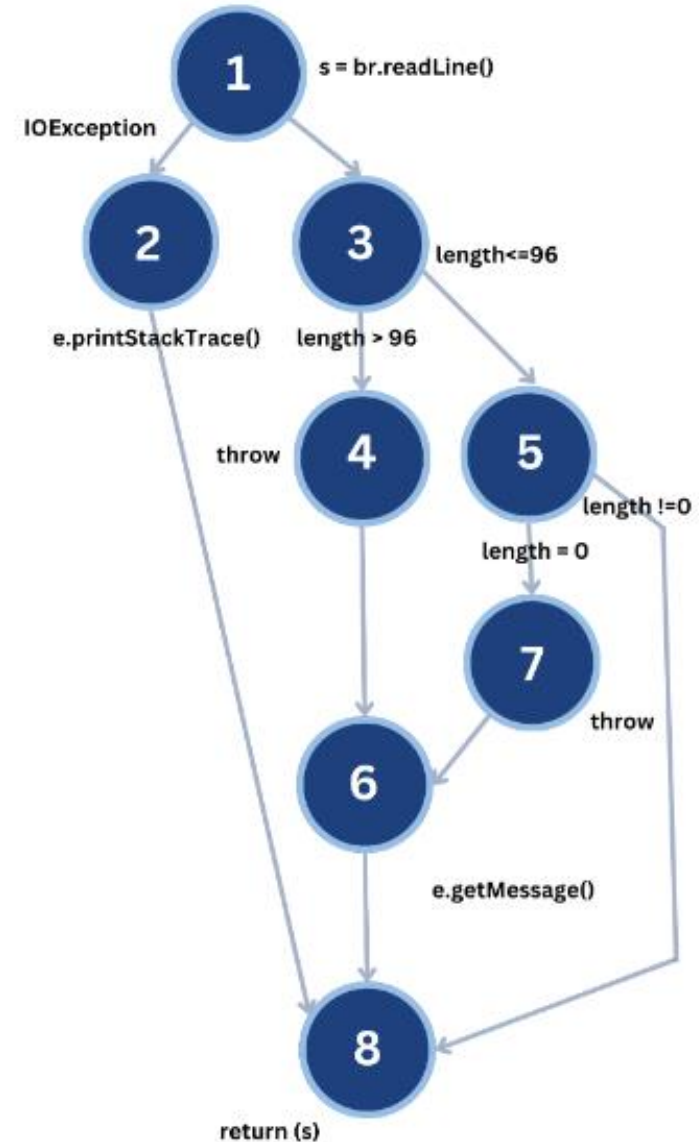 1
s = br.readLine()
IOException
2
3
length<=96
e.printStackTrace()
length > 96
throw
4
5
length !=0
length = 0
7
throw
6
e.getMessage()
8
return (s)